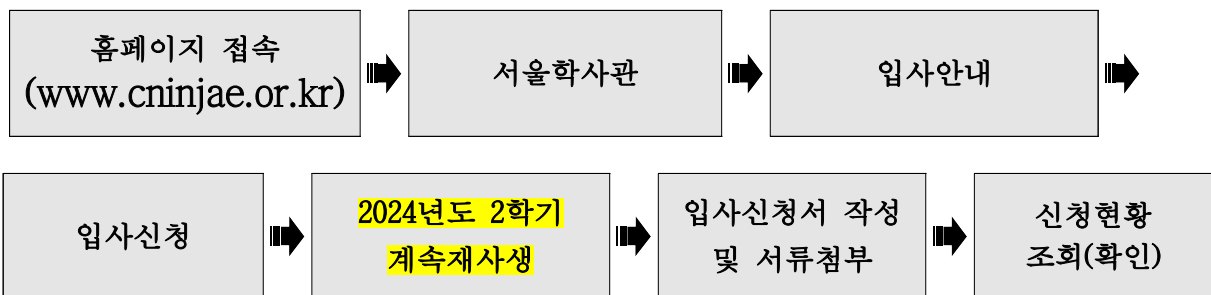 홈페이지 접속
(www.cninjae.or.kr)
서울학사관
입사안내
입사신청
2024년도 2학기
계속재사생
입사신청서 작성
및 서류첨부
신청현황
조회(확인)